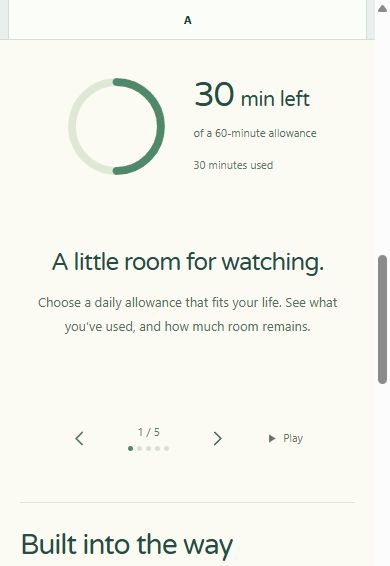 A
30 min left
of a 60-minute allowance
30 minutes used
A little room for watching.
Choose a daily allowance that fits your life. See what
you've used, and how much room remains.
1 / 5
Play
Built into the way